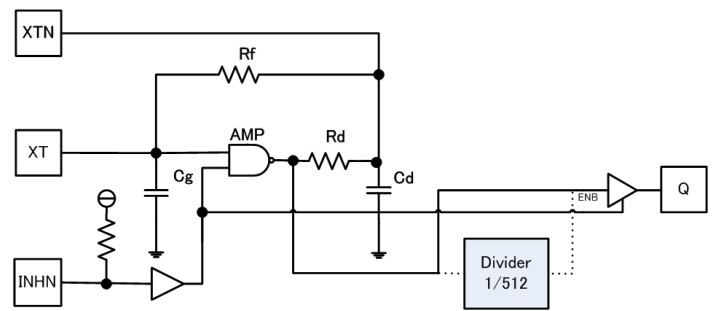 XTN
Rf
XT
AMP
Rd
Cg
Cd
ENB
Q
INHN
Divider
1/512